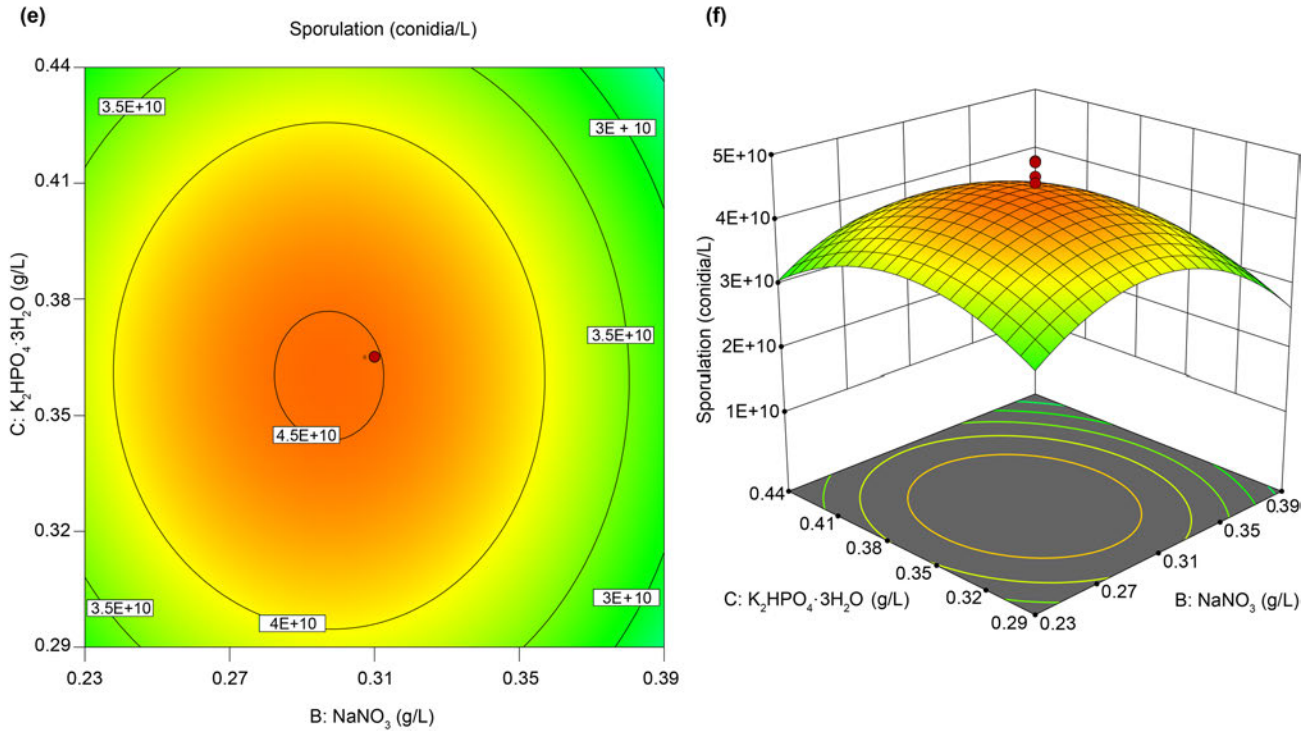 (e)
Sporulation (conidia/L)
0.44
0.41
0.38
0.35
0.32
0.29
C: K₂HPO₄·3H₂O (g/L)
3.5E+10
3E + 10
3.5E+10
4.5E+10
3.5E+10
4E+10
3E+10
0.23
0.27
0.31
0.35
0.39
B: NaNO₃ (g/L)
(f)
5E+10
4E+10
3E+10
2E+10
1E+10
Sporulation (conidia/L)
0.44
0.41
0.38
0.35
0.32
0.29
C: K₂HPO₄·3H₂O (g/L)
0.39
0.35
0.31
0.27
0.23
B: NaNO₃ (g/L)